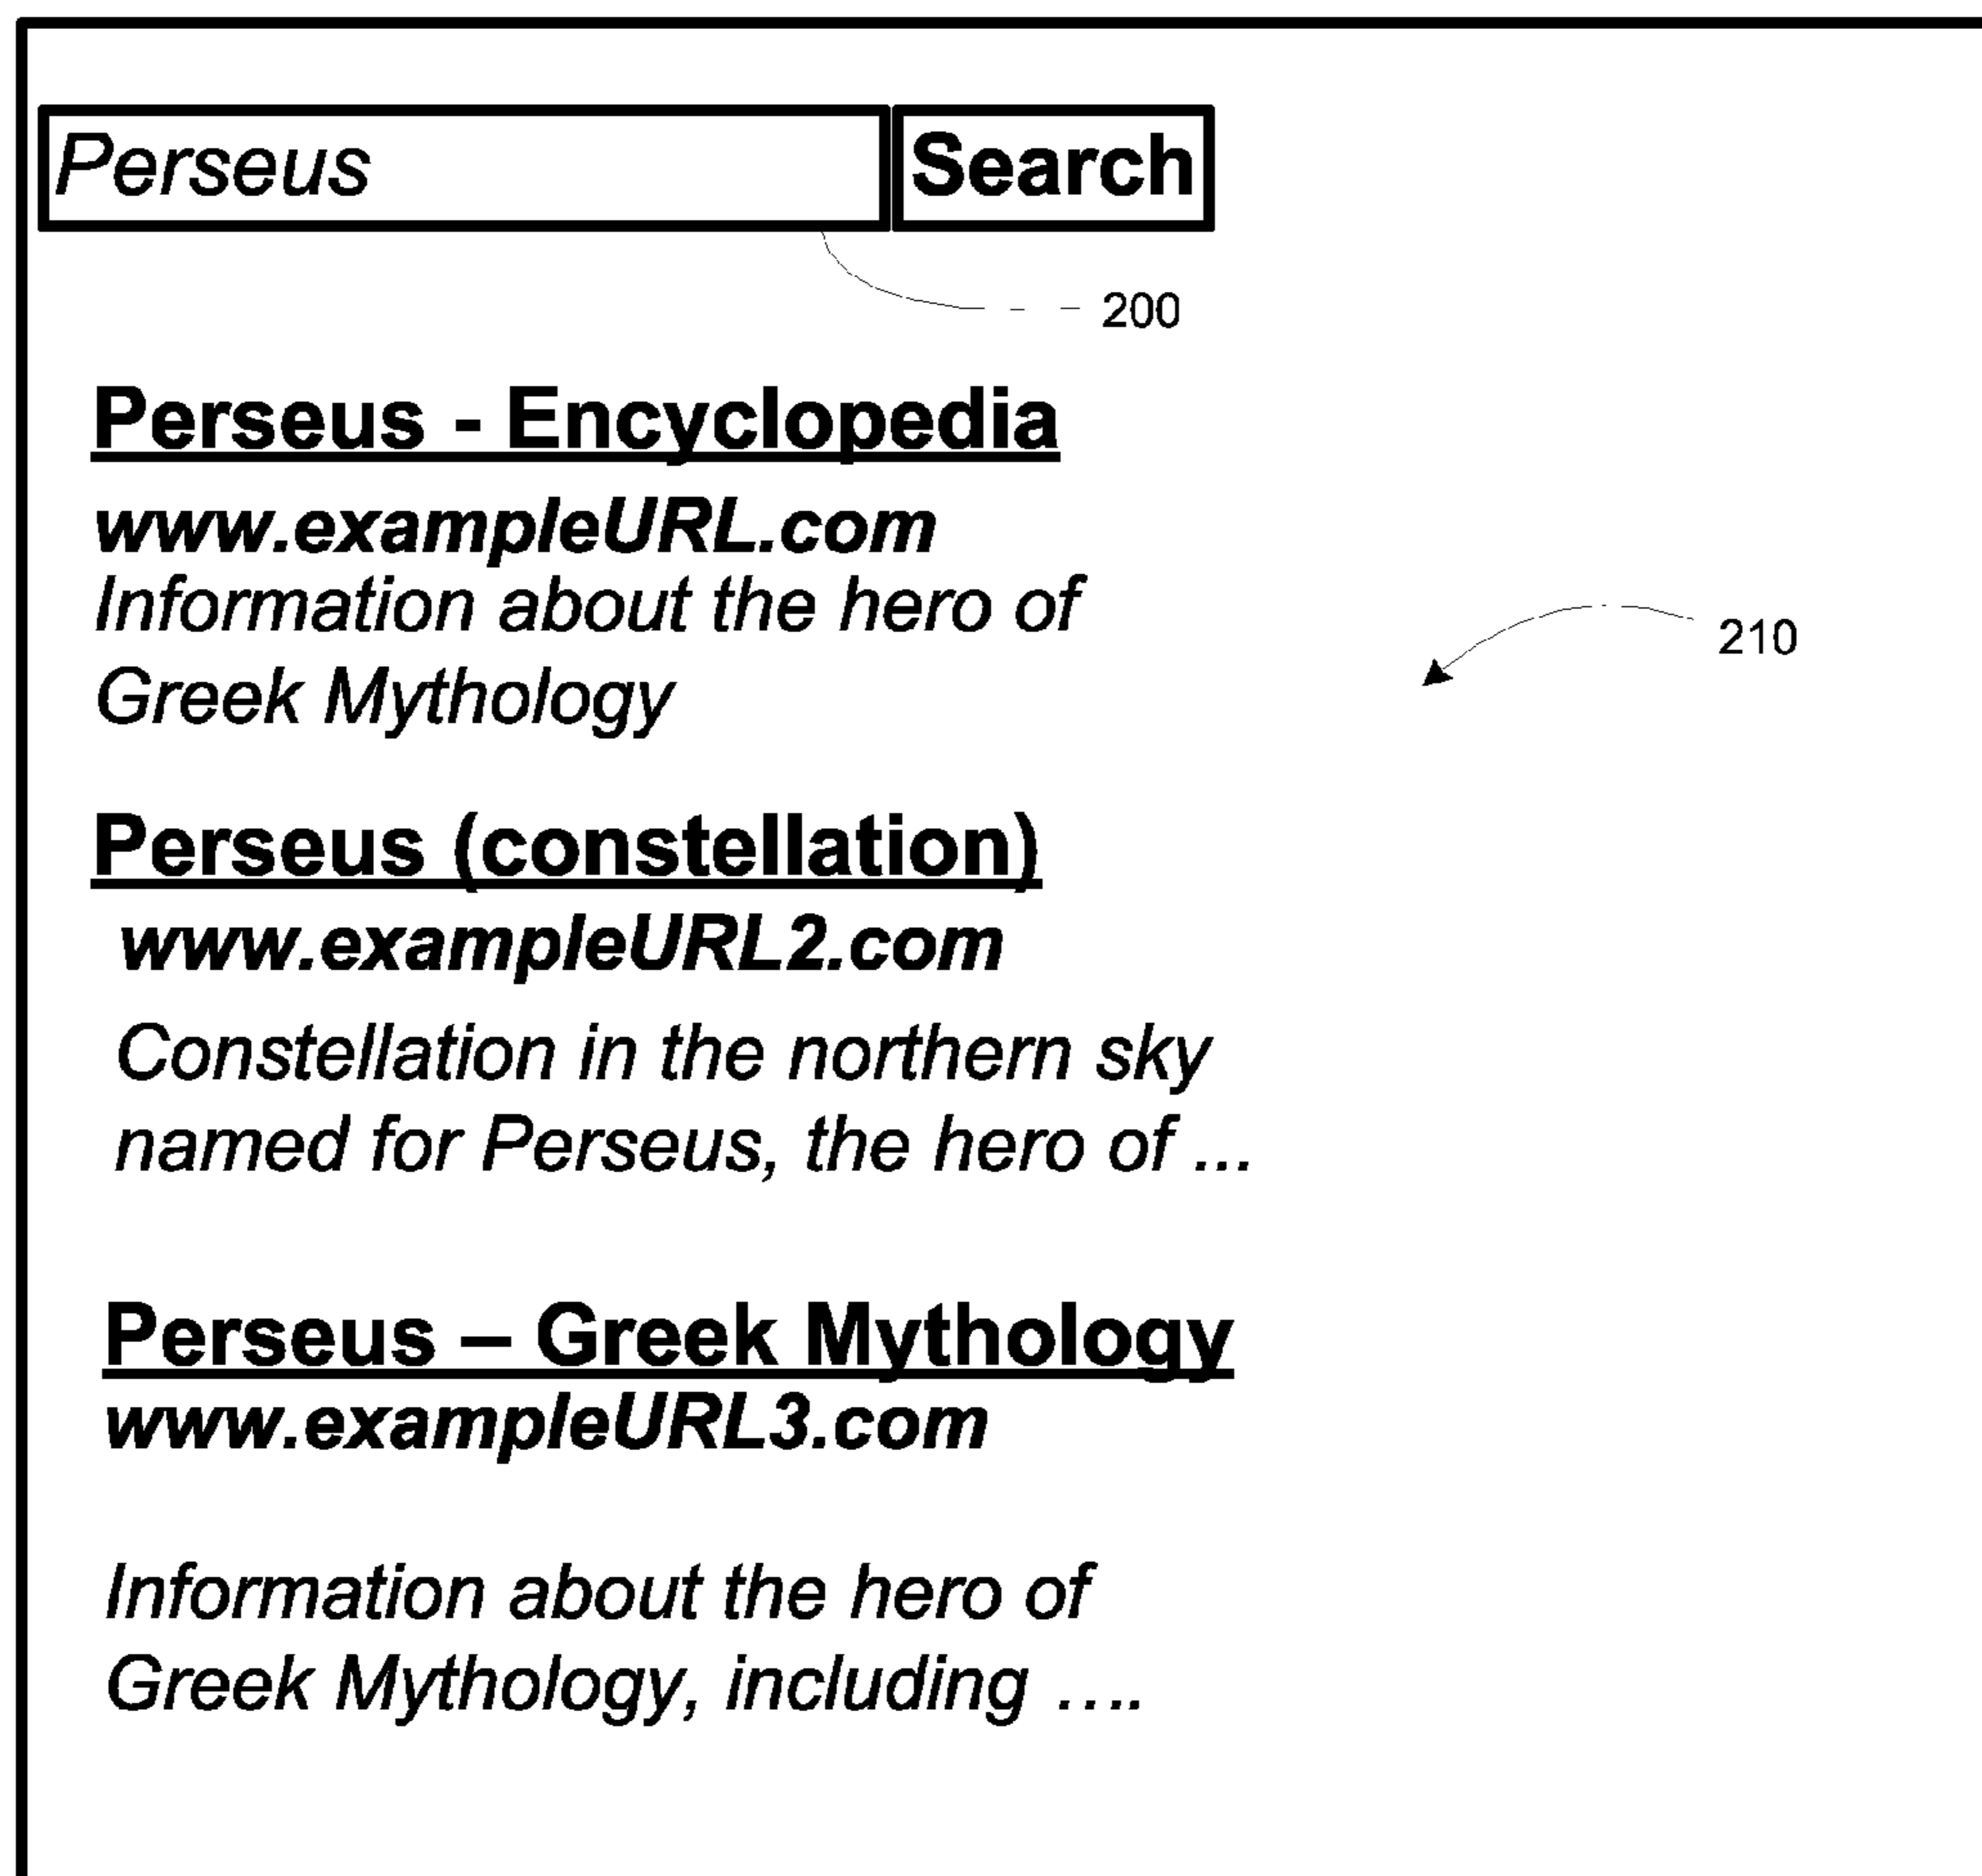 Perseus Search
200
Perseus - Encyclopedia
www.exampleURL.com
Information about the hero of
210
Greek Mythology
Perseus (constellation)
www.exampleURL2.com
Constellation in the northern sky
named for Perseus, the hero of ...
Perseus – Greek Mythology
www.exampleURL3.com
Information about the hero of
Greek Mythology, including ....